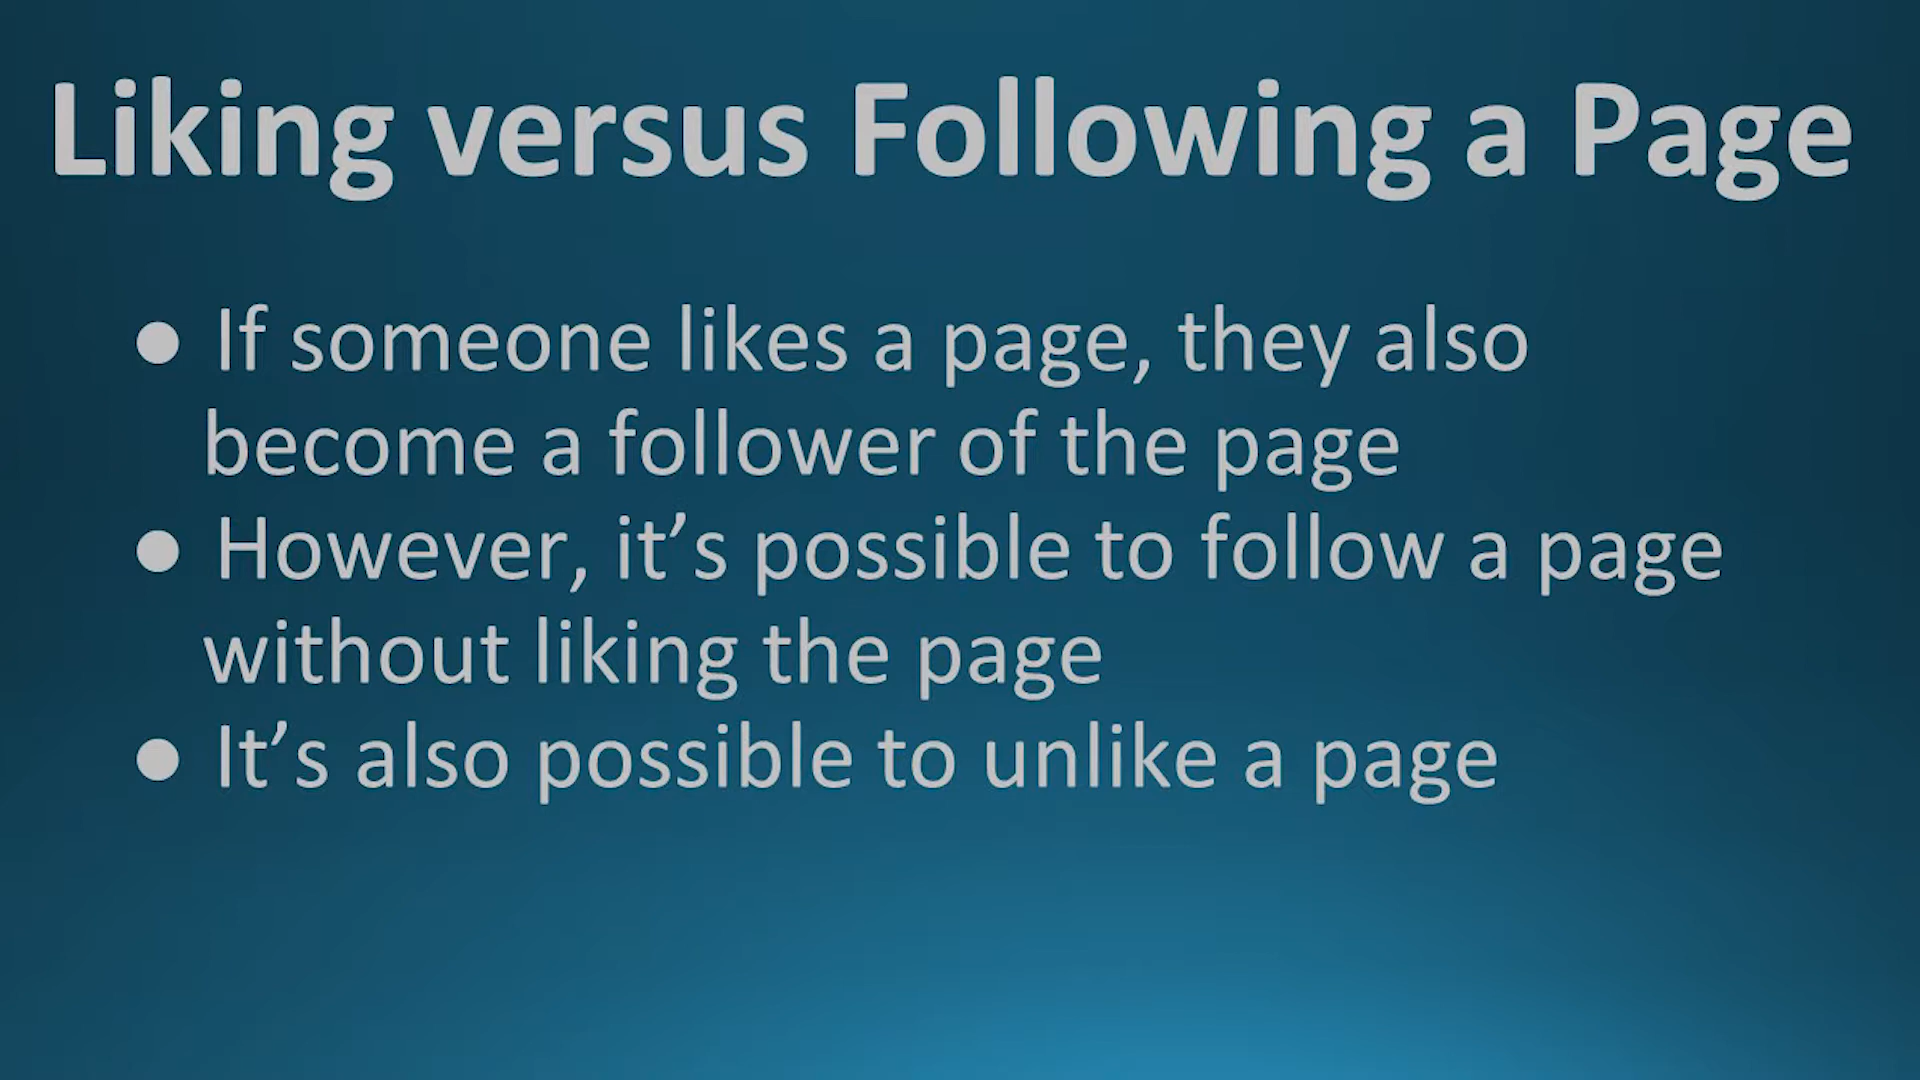 Liking versus Following a Page
● If someone likes a page, they also
become a follower of the page
● However, it’s possible to follow a page
without liking the page
● It’s also possible to unlike a page